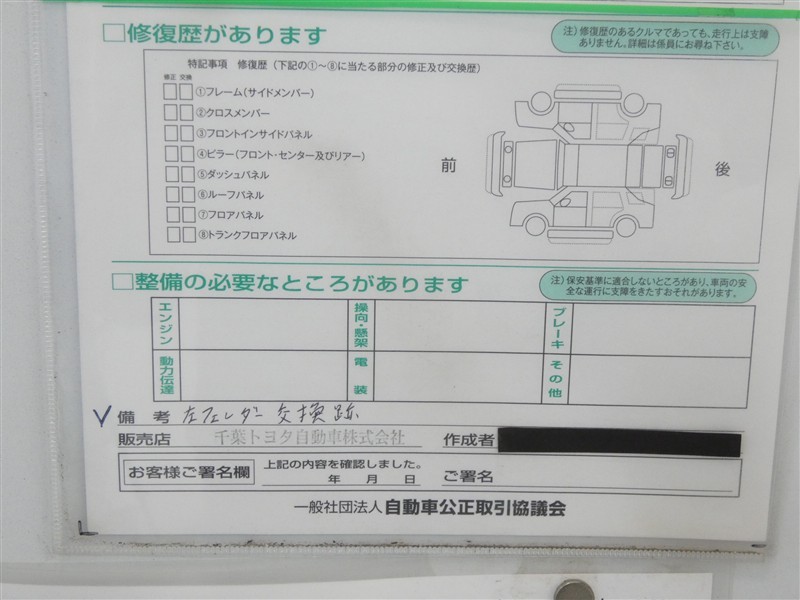 □修復歴があります
注）修復歴のあるクルマであっても、走行上は支障
ありません。詳細は係員にお尋ね下さい。
特記事項 修復歴（下記の①～⑧に当たる部分の修正及び交換歴）
修正 交換
①フレーム（サイドメンバー）
②クロスメンバー
③フロントインサイドパネル
④ピラー（フロント・センター及びリアー）
⑤ダッシュパネル
⑥ルーフパネル
⑦フロアパネル
⑧トランクフロアパネル
前
後
□整備の必要なところがあります
注）保安基準に適合しないところがあり、車両の安
全な運行に支障をきたすおそれがあります。
エンジン
操向・懸架
ブレーキ
動力伝達
電装
その他
備考 左フェンダー交換跡
販売店 千葉トヨタ自動車株式会社 作成者
お客様ご署名欄
上記の内容を確認しました。
年 月 日 ご署名
一般社団法人 自動車公正取引協議会